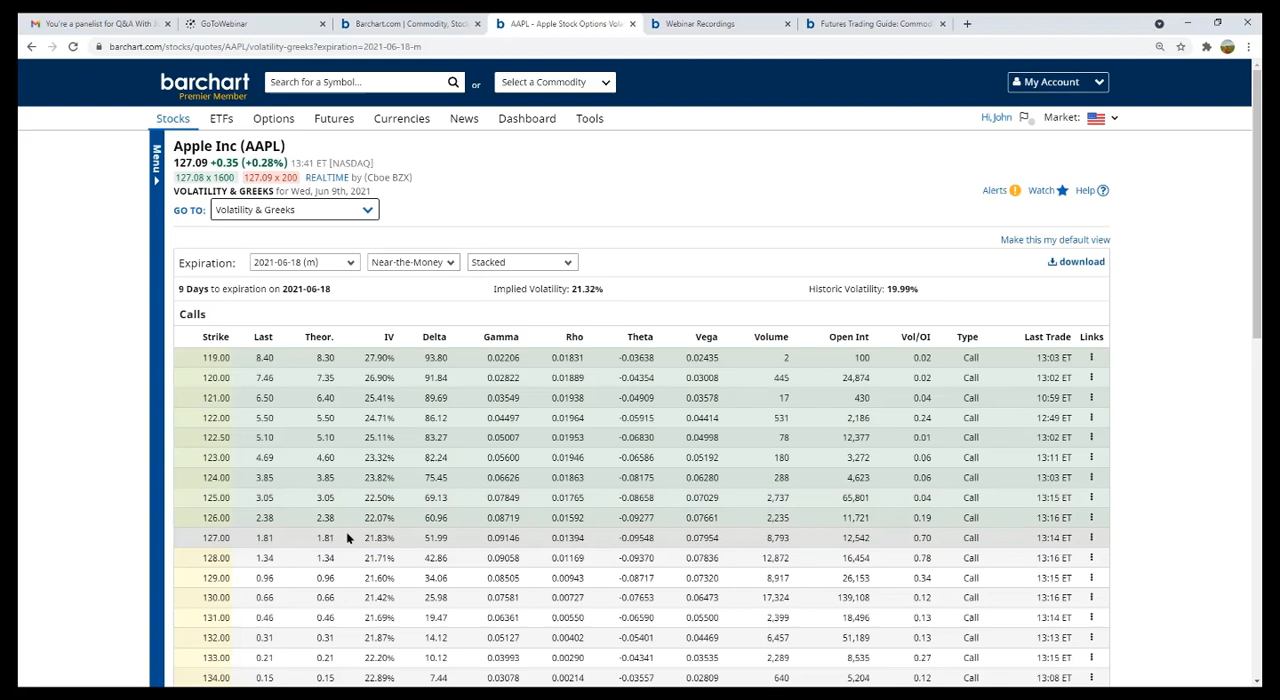 You're a panelist for Q&A With B
GoToWebinar
Barchart.com | Commodity, Stoc
AAPL - Apple Stock Options Vola
Webinar Recordings
Futures Trading Guide: Commod
barchart.com/stocks/quotes/AAPL/volatility-greeks?expiration=2021-06-18-m
barchart
Premier Member
Search for a Symbol...
or
Select a Commodity
My Account
Stocks ETFs Options Futures Currencies News Dashboard Tools
Hi, John
Market:
Menu
Apple Inc (AAPL)
127.09 +0.35 (+0.28%) 13:41 ET [NASDAQ]
127.08 x 1600 127.09 x 200 REALTIME by (Cboe BZX)
VOLATILITY & GREEKS for Wed, Jun 9th, 2021
Alerts Watch Help
GO TO: Volatility & Greeks
Make this my default view
Expiration: 2021-06-18 (m) Near-the-Money Stacked
download
9 Days to expiration on 2021-06-18 Implied Volatility: 21.32% Historic Volatility: 19.99%
Calls
Strike Last Theor. IV Delta Gamma Rho Theta Vega Volume Open Int Vol/OI Type Last Trade Links
119.00 8.40 8.30 27.90% 93.80 0.02206 0.01831 -0.03638 0.02435 2 100 0.02 Call 13:03 ET
120.00 7.46 7.35 26.90% 91.84 0.02822 0.01889 -0.04354 0.03008 445 24,874 0.02 Call 13:02 ET
121.00 6.50 6.40 25.41% 89.69 0.03549 0.01938 -0.04909 0.03578 17 430 0.04 Call 10:59 ET
122.00 5.50 5.50 24.71% 86.12 0.04497 0.01964 -0.05915 0.04414 531 2,186 0.24 Call 12:49 ET
122.50 5.10 5.10 25.11% 83.27 0.05007 0.01953 -0.06830 0.04998 78 12,377 0.01 Call 13:02 ET
123.00 4.69 4.60 23.32% 82.24 0.05600 0.01946 -0.06586 0.05192 180 3,272 0.06 Call 13:11 ET
124.00 3.85 3.85 23.82% 75.45 0.06626 0.01863 -0.08175 0.06280 288 4,623 0.06 Call 13:03 ET
125.00 3.05 3.05 22.50% 69.13 0.07849 0.01765 -0.08658 0.07029 2,737 65,801 0.04 Call 13:15 ET
126.00 2.38 2.38 22.07% 60.96 0.08719 0.01592 -0.09277 0.07661 2,235 11,721 0.19 Call 13:16 ET
127.00 1.81 1.81 21.83% 51.99 0.09146 0.01394 -0.09548 0.07954 8,793 12,542 0.70 Call 13:14 ET
128.00 1.34 1.34 21.71% 42.86 0.09058 0.01169 -0.09370 0.07836 12,872 16,454 0.78 Call 13:16 ET
129.00 0.96 0.96 21.60% 34.06 0.08505 0.00943 -0.08717 0.07320 8,917 26,153 0.34 Call 13:15 ET
130.00 0.66 0.66 21.42% 25.98 0.07581 0.00727 -0.07653 0.06473 17,324 139,108 0.12 Call 13:16 ET
131.00 0.46 0.46 21.69% 19.47 0.06361 0.00550 -0.06590 0.05500 2,399 18,496 0.13 Call 13:14 ET
132.00 0.31 0.31 21.87% 14.12 0.05127 0.00402 -0.05401 0.04469 6,457 51,189 0.13 Call 13:13 ET
133.00 0.21 0.21 22.20% 10.12 0.03993 0.00290 -0.04341 0.03535 2,289 8,535 0.27 Call 13:15 ET
134.00 0.15 0.15 22.89% 7.44 0.03078 0.00214 -0.03557 0.02809 640 5,204 0.12 Call 13:08 ET